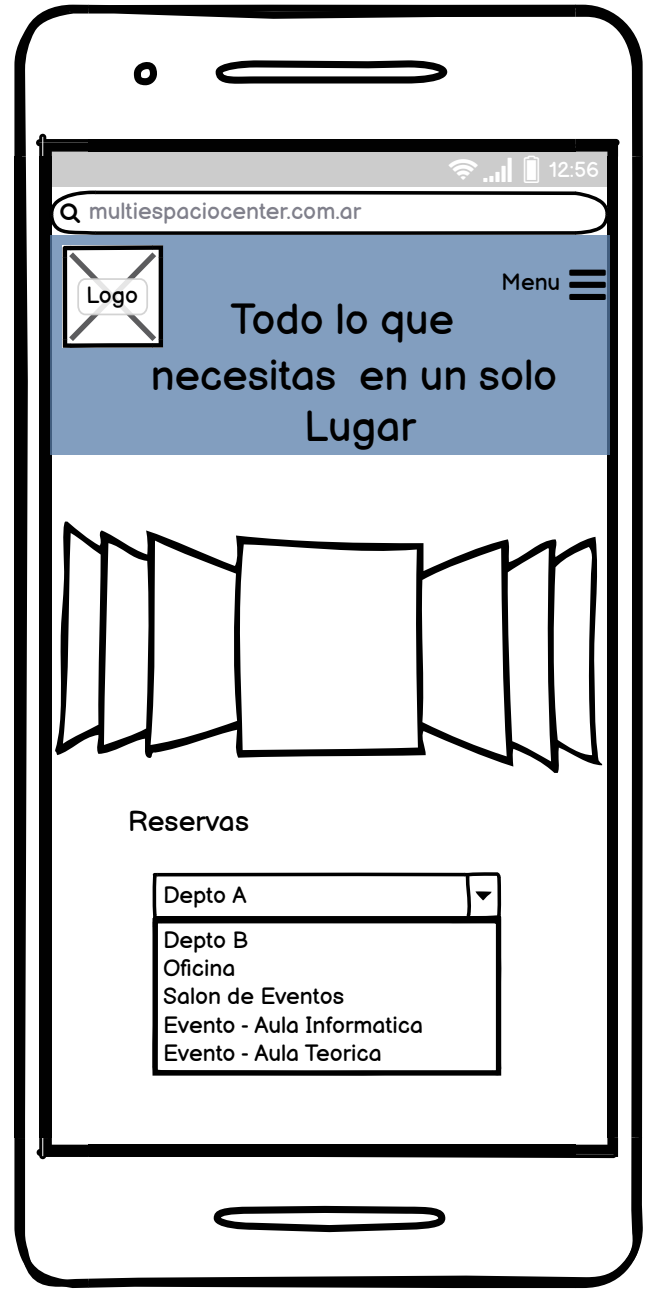 12:56
multiespaciocenter.com.ar
Logo
Menu
Todo lo que
necesitas en un solo
Lugar
Reservas
Depto A
Depto B
Oficina
Salon de Eventos
Evento - Aula Informatica
Evento - Aula Teorica